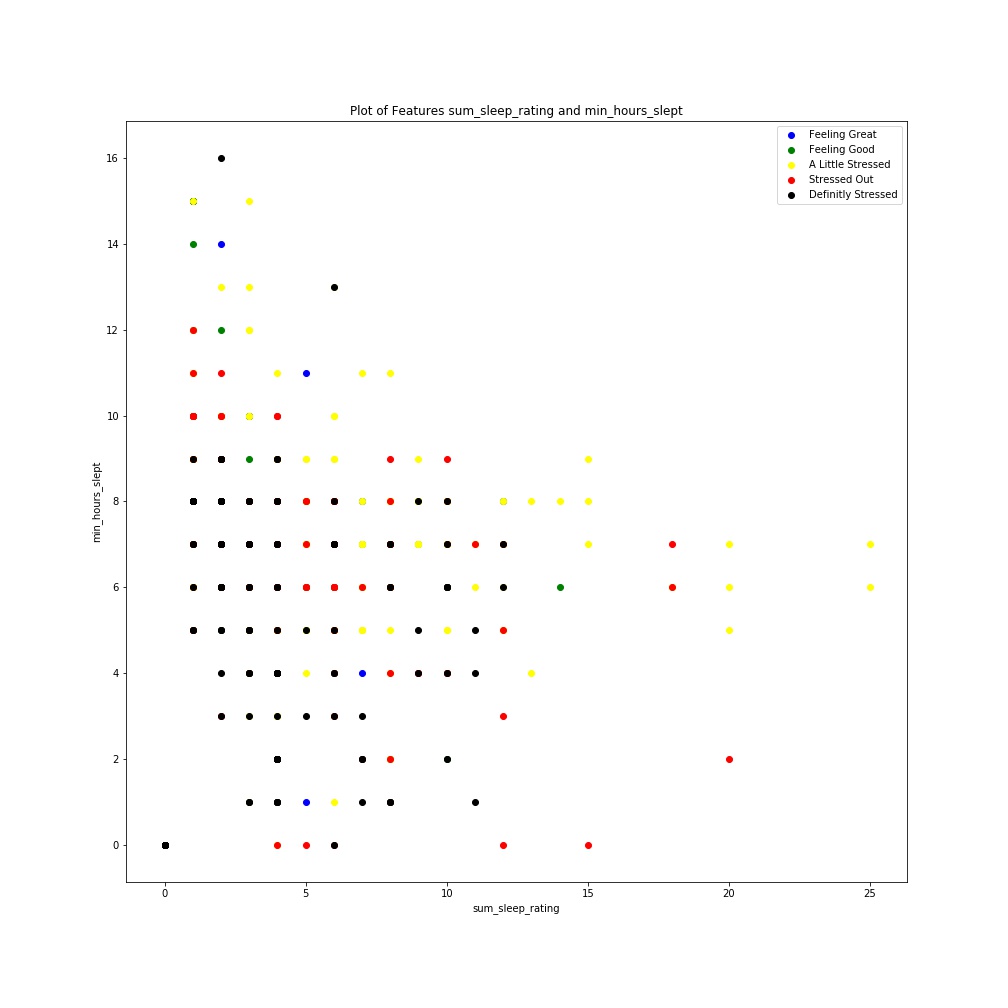 Plot of Features sum_sleep_rating and min_hours_slept
Feeling Great
Feeling Good
A Little Stressed
Stressed Out
Definitly Stressed
16
14
12
10
8
6
4
2
0
min_hours_slept
0 5 10 15 20 25
sum_sleep_rating